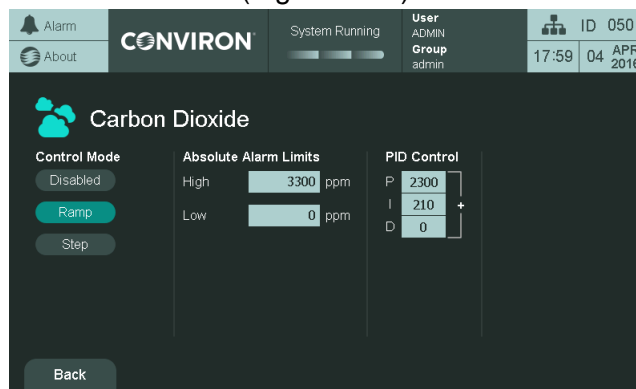 Alarm
About
CONVIRON
System Running
User
ADMIN
Group
admin
ID 050
17:59
04 APR 2016
Carbon Dioxide
Control Mode
Disabled
Ramp
Step
Absolute Alarm Limits
High 3300 ppm
Low 0 ppm
PID Control
P 2300
I 210
D 0
+
Back